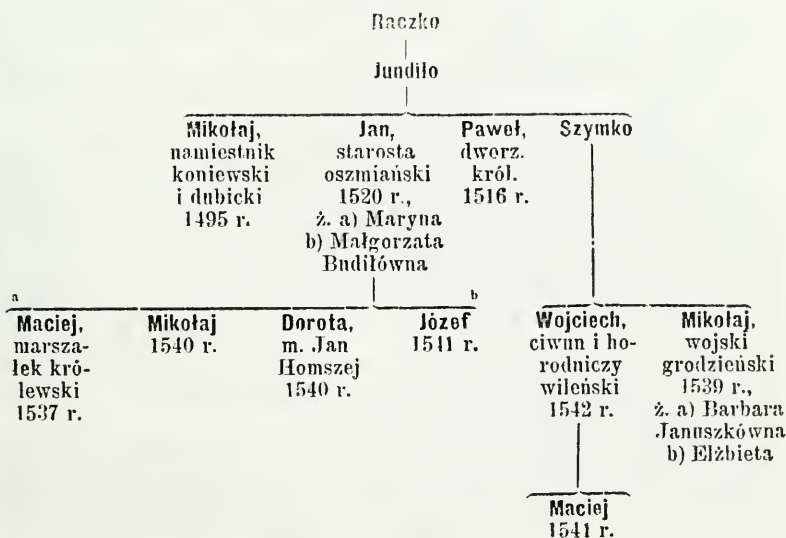 Raczko
Jundiło
Mikołaj,
namiestnik
koniewski
i dubicki
1495 r.
Jan,
starosta
oszmiański
1520 r.,
ż. a) Maryna
b) Małgorzata
Budiłówna
Paweł,
dworz.
król.
1516 r.
Szymko
a
Maciej,
marsza-
łek kró-
lewski
1537 r.
Mikołaj
1540 r.
Dorota,
m. Jan
Homszej
1540 r.
b
Józef
1541 r.
Wojciech,
ciwun i ho-
rodniczy
wileński
1542 r.
Mikołaj,
wojski
grodzieński
1539 r.,
ż. a) Barbara
Januszkówna
b) Elżbieta
Maciej
1541 r.